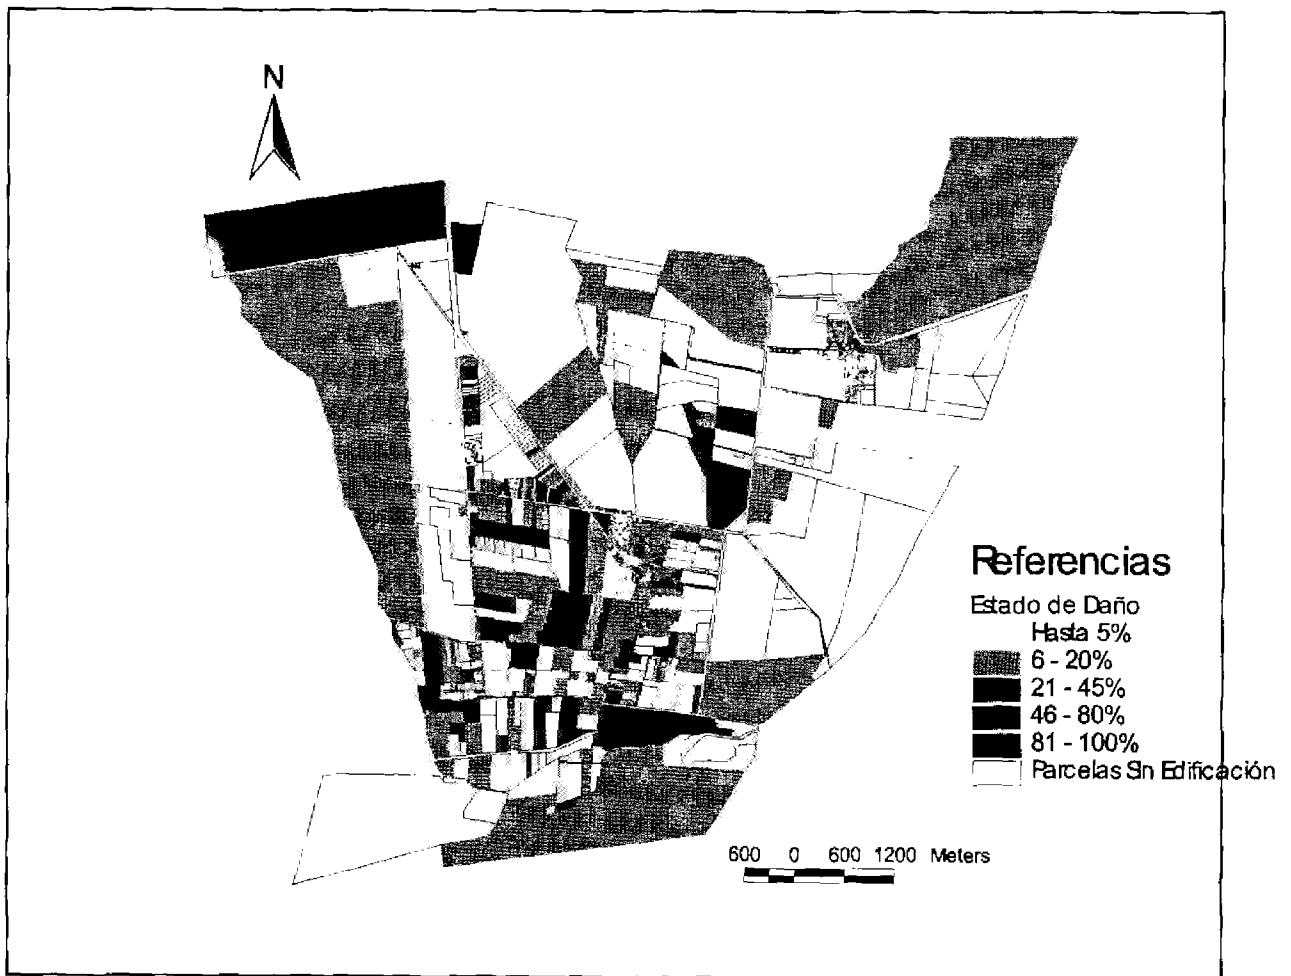 N
Referencias
Estado de Daño
Hasta 5%
6 - 20%
21 - 45%
46 - 80%
81 - 100%
Parcelas Sin Edificación
600 0 600 1200 Meters